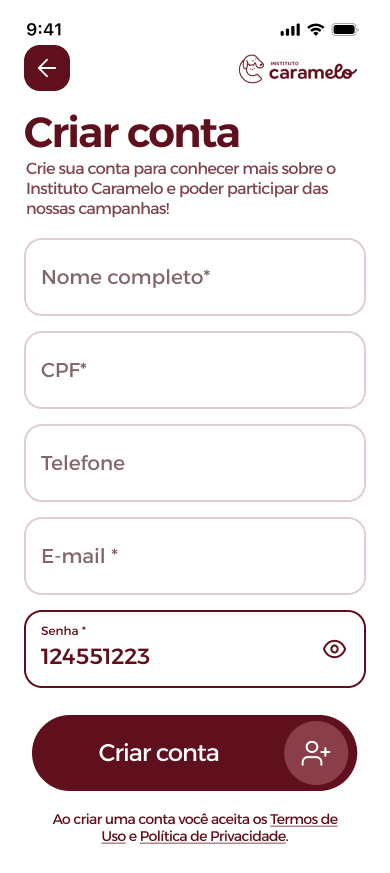 9:41
INSTITUTO
caramelo
Criar conta
Crie sua conta para conhecer mais sobre o
Instituto Caramelo e poder participar das
nossas campanhas!
Nome completo*
CPF*
Telefone
E-mail *
Senha *
124551223
Criar conta
Ao criar uma conta você aceita os Termos de
Uso e Política de Privacidade.